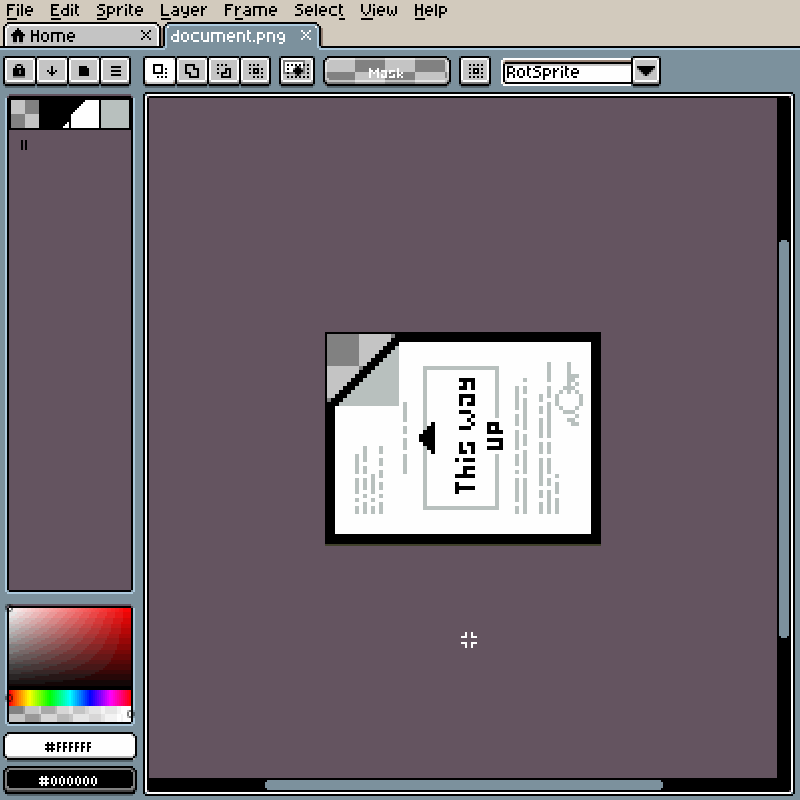 File Edit Sprite Layer Frame Select View Help
Home document.png
Mask RotSprite
This way
UP
#FFFFFF
#000000